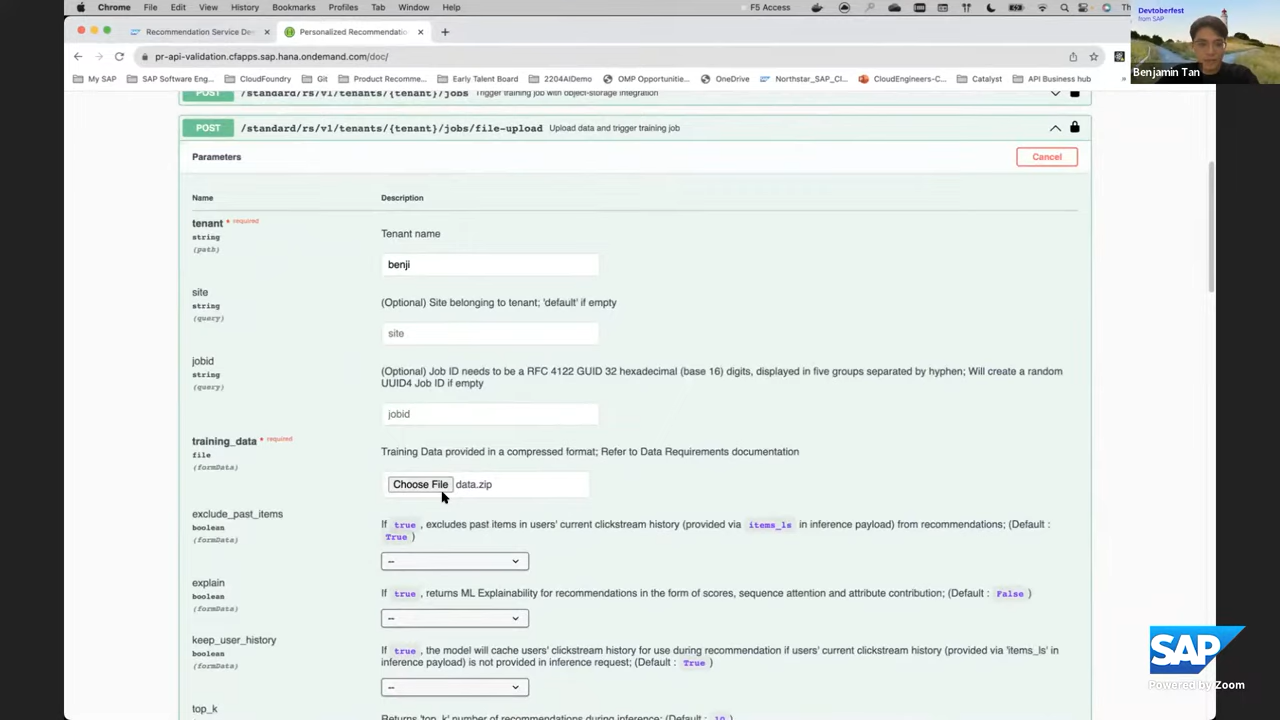 Chrome File Edit View History Bookmarks Profiles Tab Window Help
F5 Access
Devtoberfest
from SAP
Recommendation Service De
Personalized Recommendatio
pr-api-validation.cfapps.sap.hana.ondemand.com/doc/
Benjamin Tan
My SAP
SAP Software Eng...
CloudFoundry
Git
Product Recomme...
Early Talent Board
2204AIDemo
OMP Opportunitie...
OneDrive
Northstar_SAP_Cl...
CloudEngineers-C...
Catalyst
API Business hub
POST /standard/rs/v1/tenants/{tenant}/jobs Trigger training job with object-storage integration
POST /standard/rs/v1/tenants/{tenant}/jobs/file-upload Upload data and trigger training job
Parameters
Cancel
Name Description
tenant * required
string
(path)
Tenant name
benji
site
string
(query)
(Optional) Site belonging to tenant; 'default' if empty
site
jobid
string
(query)
(Optional) Job ID needs to be a RFC 4122 GUID 32 hexadecimal (base 16) digits, displayed in five groups separated by hyphen; Will create a random
UUID4 Job ID if empty
jobid
training_data * required
file
(formData)
Training Data provided in a compressed format; Refer to Data Requirements documentation
Choose File data.zip
exclude_past_items
boolean
(formData)
If true , excludes past items in users' current clickstream history (provided via items_ls in inference payload) from recommendations; (Default :
True )
--
explain
boolean
(formData)
If true , returns ML Explainability for recommendations in the form of scores, sequence attention and attribute contribution; (Default : False )
--
keep_user_history
boolean
(formData)
If true , the model will cache users' clickstream history for use during recommendation if users' current clickstream history (provided via 'items_ls' in
inference payload) is not provided in inference request; (Default : True )
--
top_k
Returns 'top_k' number of recommendations during inference; (Default : 10 )
SAP
Powered by Zoom